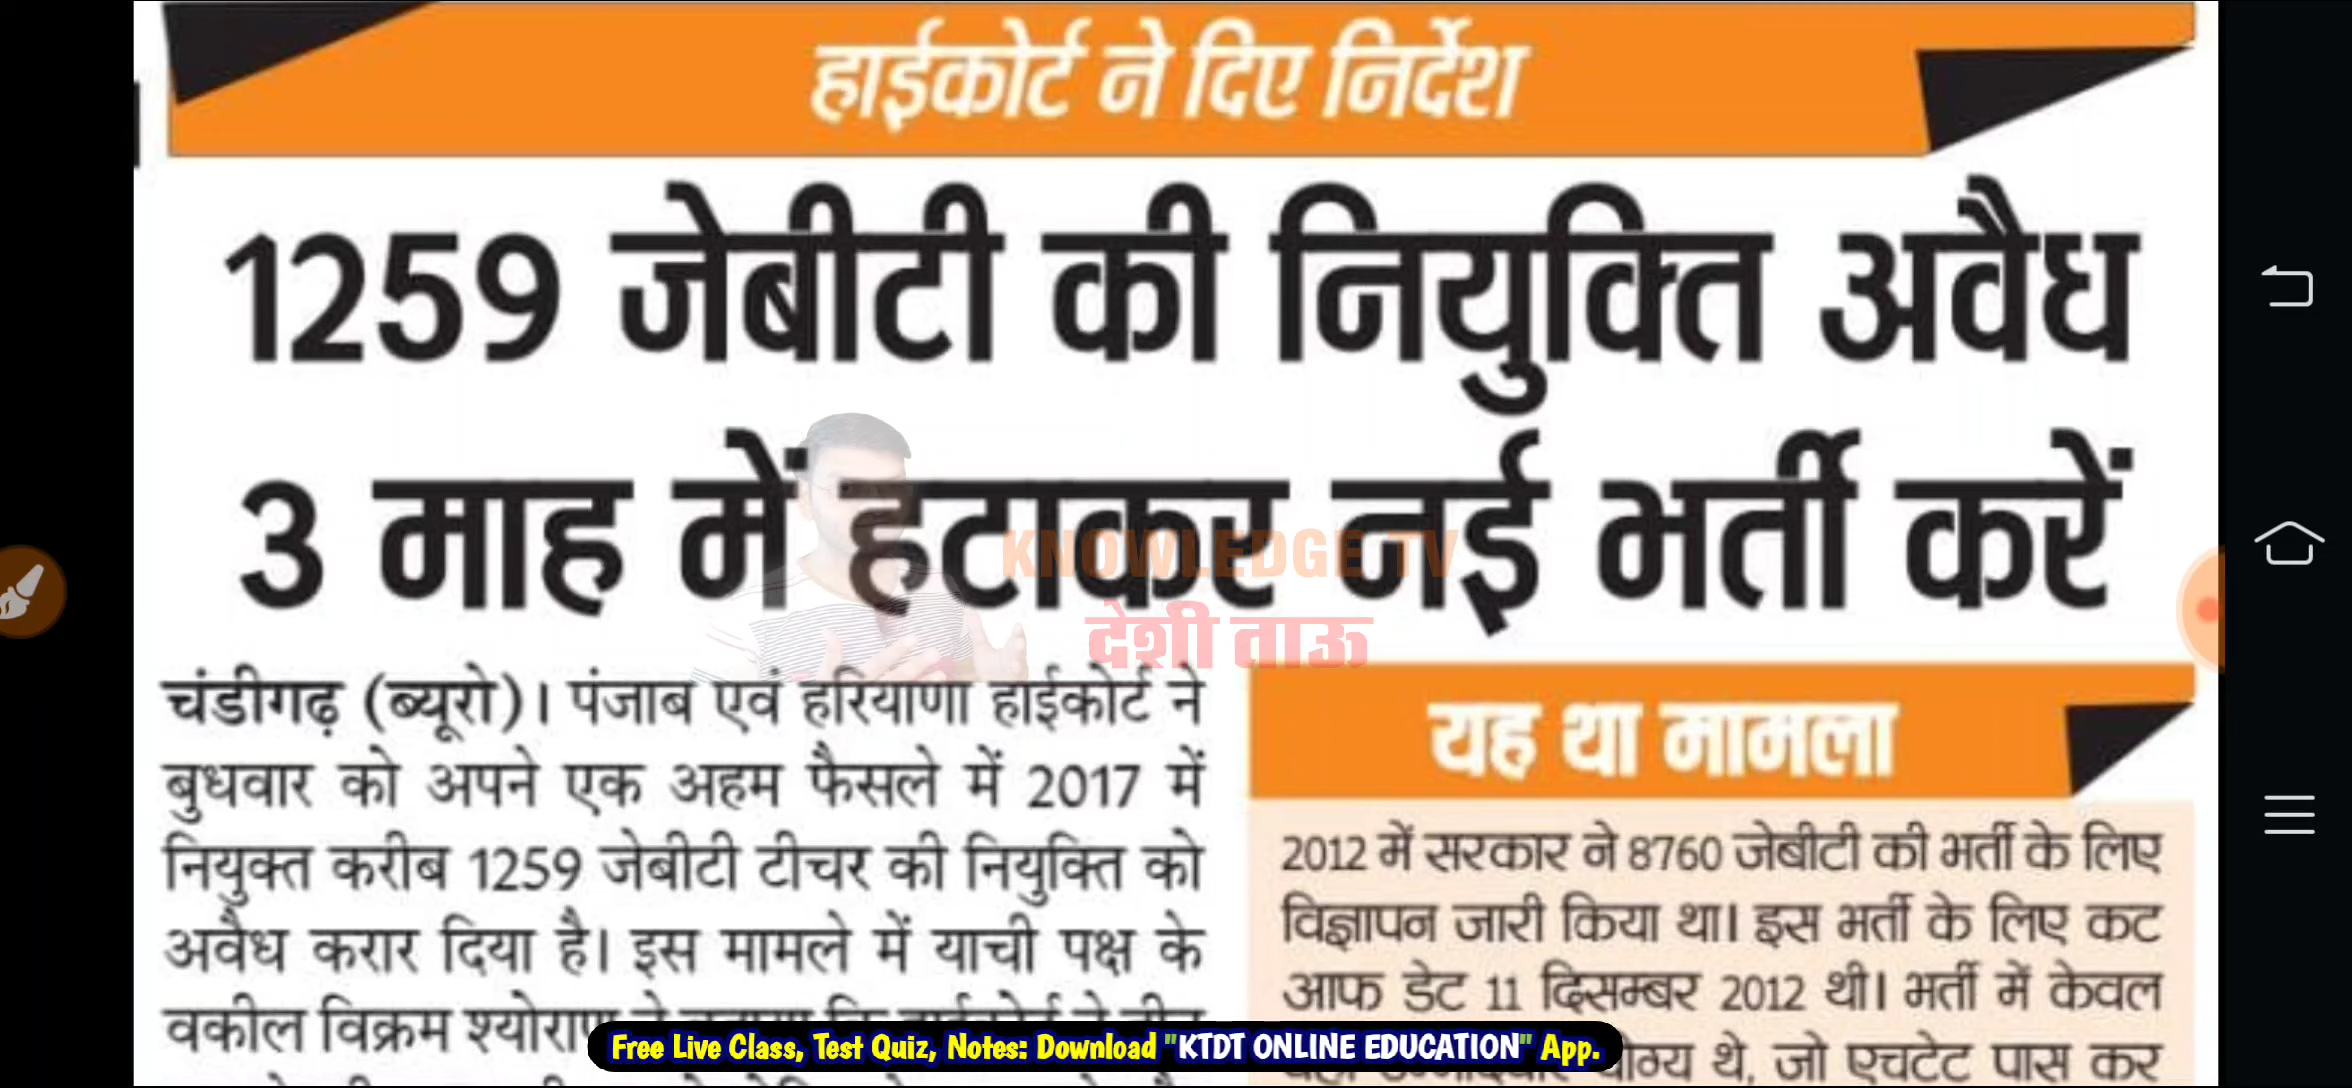 हाईकोर्ट ने दिए निर्देश
1259 जेबीटी की नियुक्ति अवैध
3 माह में हटाकर नई भर्ती करें
KNOWLEDGE TV
देशी ताऊ
चंडीगढ़ (ब्यूरो)। पंजाब एवं हरियाणा हाईकोर्ट ने
बुधवार को अपने एक अहम फैसले में 2017 में
नियुक्त करीब 1259 जेबीटी टीचर की नियुक्ति को
अवैध करार दिया है। इस मामले में याची पक्ष के
वकील विक्रम श्योराण
यह था मामला
2012 में सरकार ने 8760 जेबीटी की भर्ती के लिए
विज्ञापन जारी किया था। इस भर्ती के लिए कट
आफ डेट 11 दिसम्बर 2012 थी। भर्ती में केवल
थे, जो एचटेट पास कर
Free Live Class, Test Quiz, Notes: Download "KTDT ONLINE EDUCATION" App.